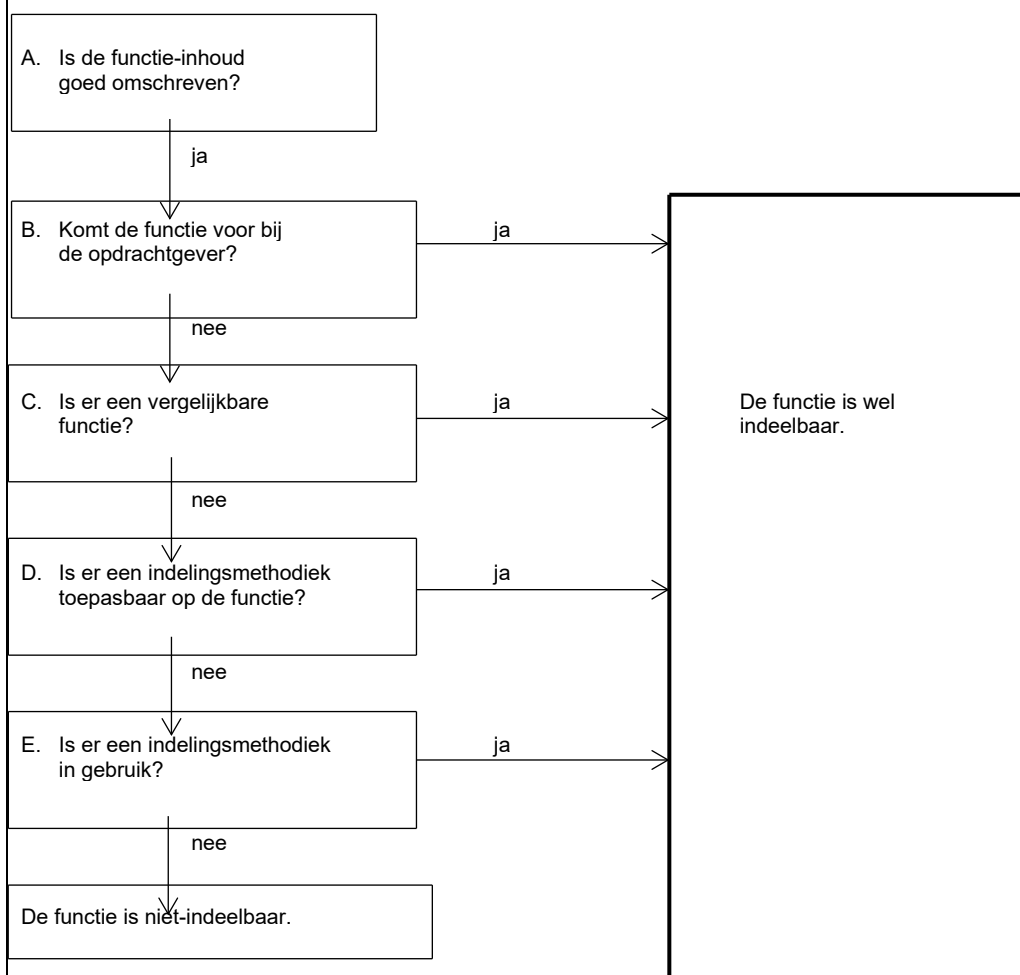 A. Is de functie-inhoud
goed omschreven?
ja
B. Komt de functie voor bij
de opdrachtgever?
ja
nee
C. Is er een vergelijkbare
functie?
ja
De functie is wel
indeelbaar.
nee
D. Is er een indelingsmethodiek
toepasbaar op de functie?
ja
nee
E. Is er een indelingsmethodiek
in gebruik?
ja
nee
De functie is niet-indeelbaar.